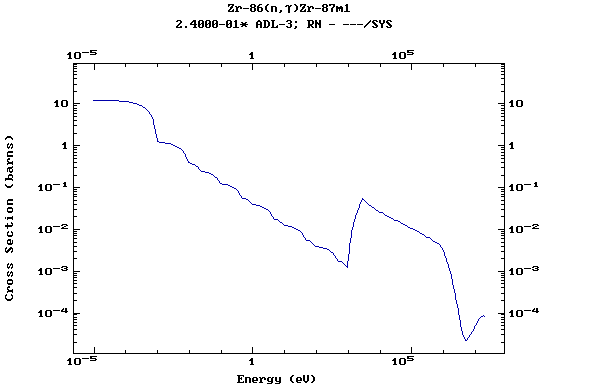 Zr-86(n,γ)Zr-87m1
2.4000-01* ADL-3; RN - ---/SYS
10⁻⁵ 10⁵
10 10
1 1
10⁻¹ 10⁻¹
10⁻² 10⁻²
10⁻³ 10⁻³
10⁻⁴ 10⁻⁴
Cross Section (barns)
10⁻⁵ 1 10⁵
Energy (eV)